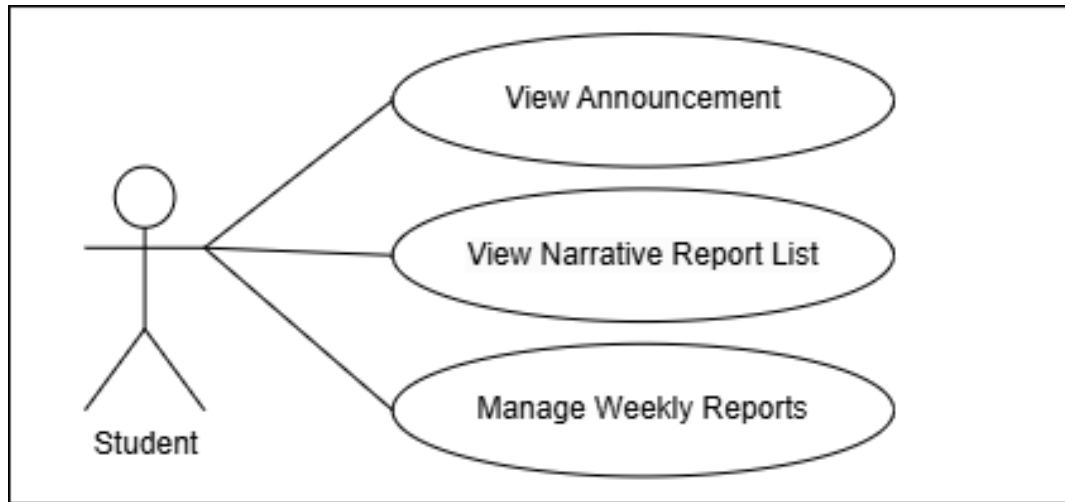 View Announcement
View Narrative Report List
Manage Weekly Reports
Student